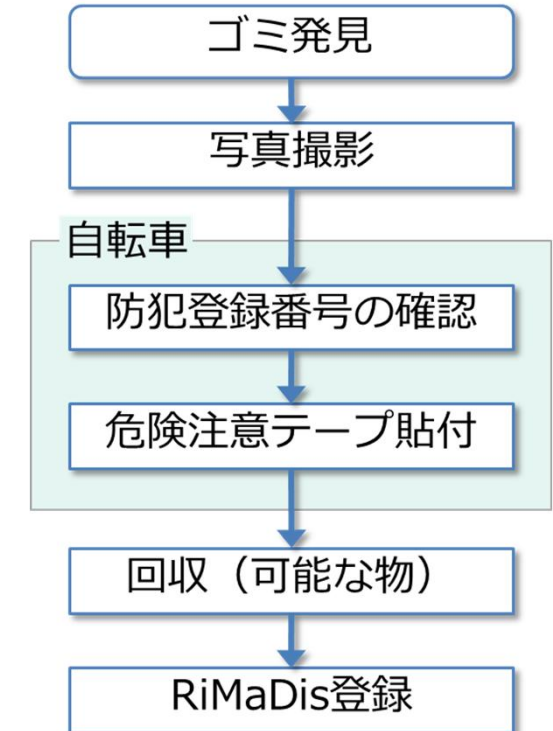 ゴミ発見
写真撮影
自転車
防犯登録番号の確認
危険注意テープ貼付
回収（可能な物）
RiMaDis登録